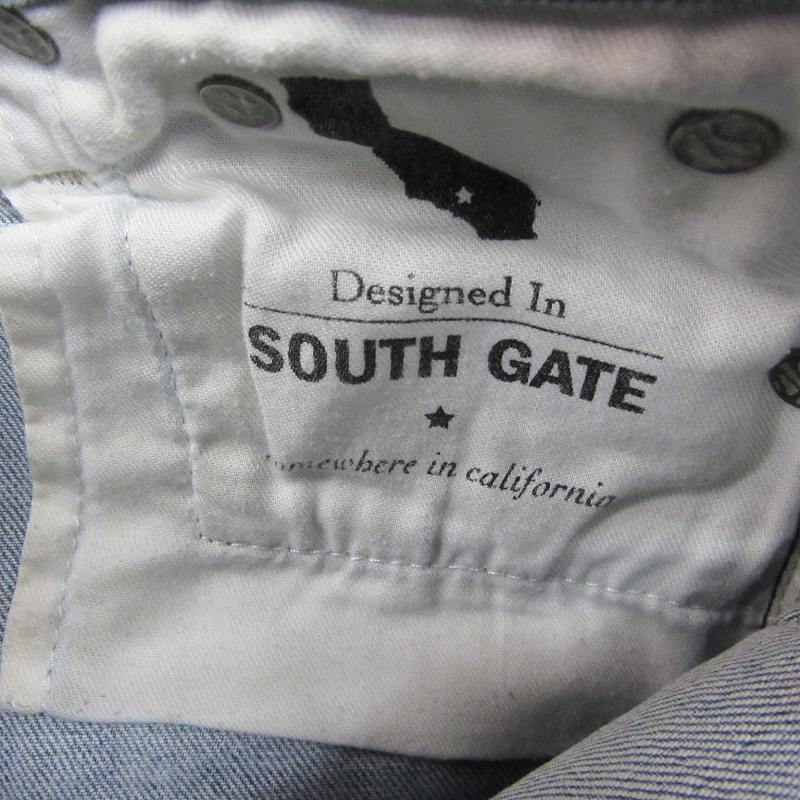 Designed In
SOUTH GATE
somewhere in california